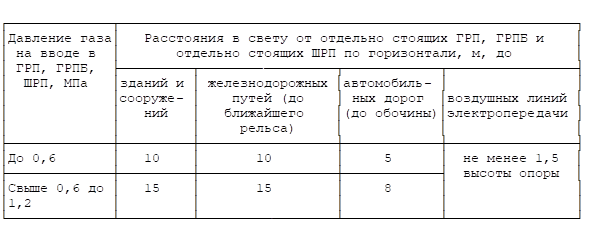 Давление газа
на вводе в
ГРП, ГРПБ,
ШРП, МПа
Расстояния в свету от отдельно стоящих ГРП, ГРПБ и
отдельно стоящих ШРП по горизонтали, м, до
зданий и
сооруже-
ний
железнодорожных
путей (до
ближайшего
рельса)
автомобиль-
ных дорог
(до обочины)
воздушных линий
электропередачи
До 0,6
10
10
5
не менее 1,5
высоты опоры
Свыше 0,6 до
1,2
15
15
8